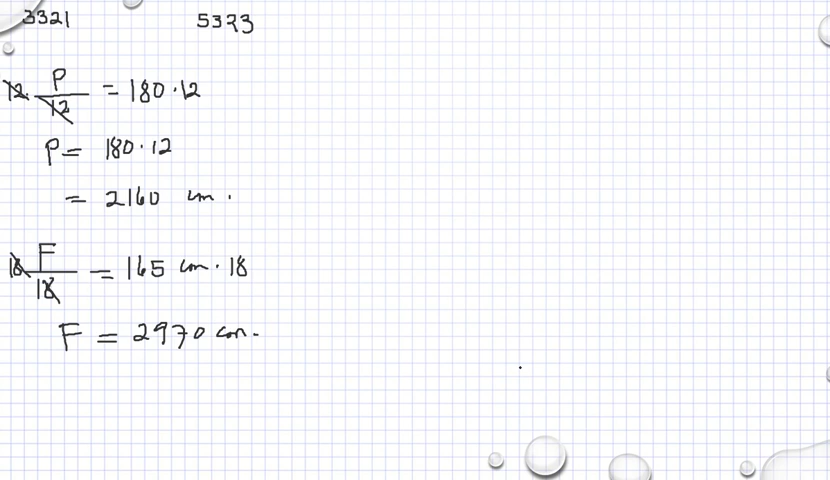 3321 5373
12. P/12 = 180 · 12
P = 180 · 12
= 2160 cm.
18 F/18 = 165 cm · 18
F = 2970 cm.